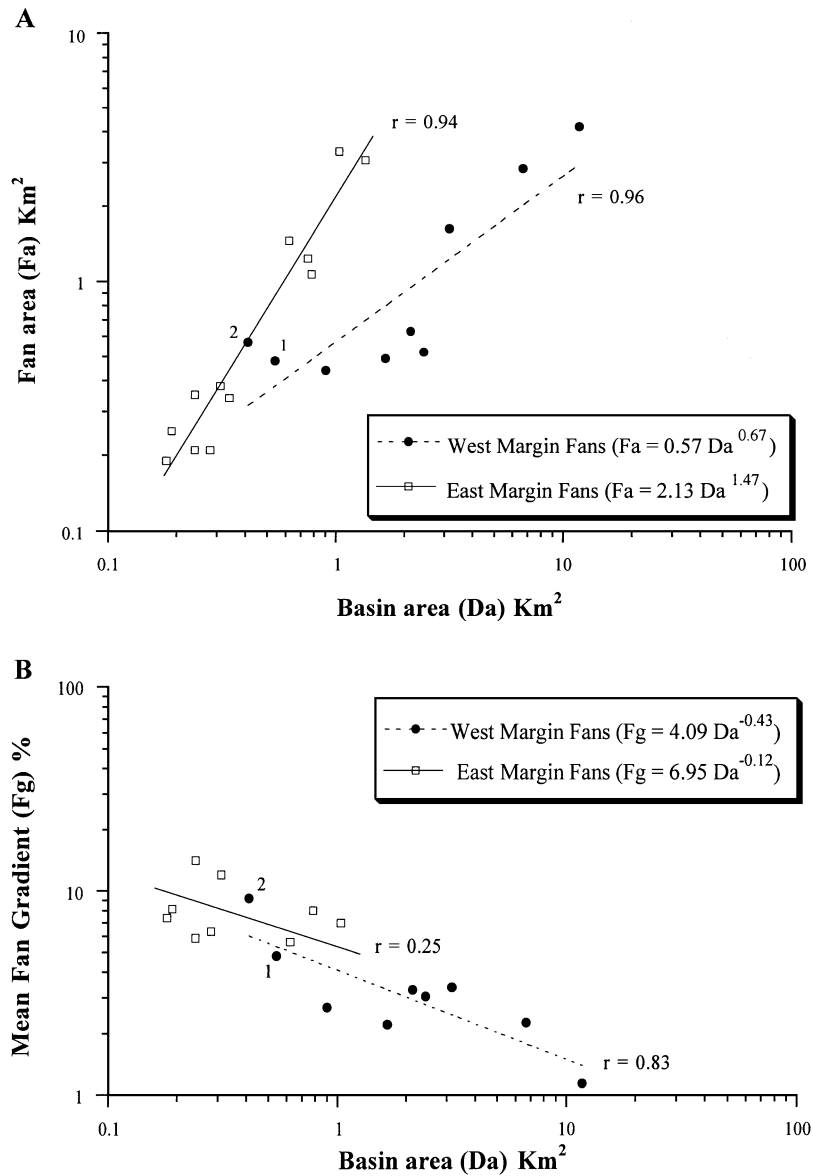 A
10
r = 0.94
r = 0.96
2
1
1
Fan area (Fa) Km²
West Margin Fans (Fa = 0.57 Da^0.67)
East Margin Fans (Fa = 2.13 Da^1.47)
0.1
0.1 1 10 100
Basin area (Da) Km²
B
100
West Margin Fans (Fg = 4.09 Da^-0.43)
East Margin Fans (Fg = 6.95 Da^-0.12)
Mean Fan Gradient (Fg) %
10
2
r = 0.25
1
r = 0.83
1
0.1 1 10 100
Basin area (Da) Km²